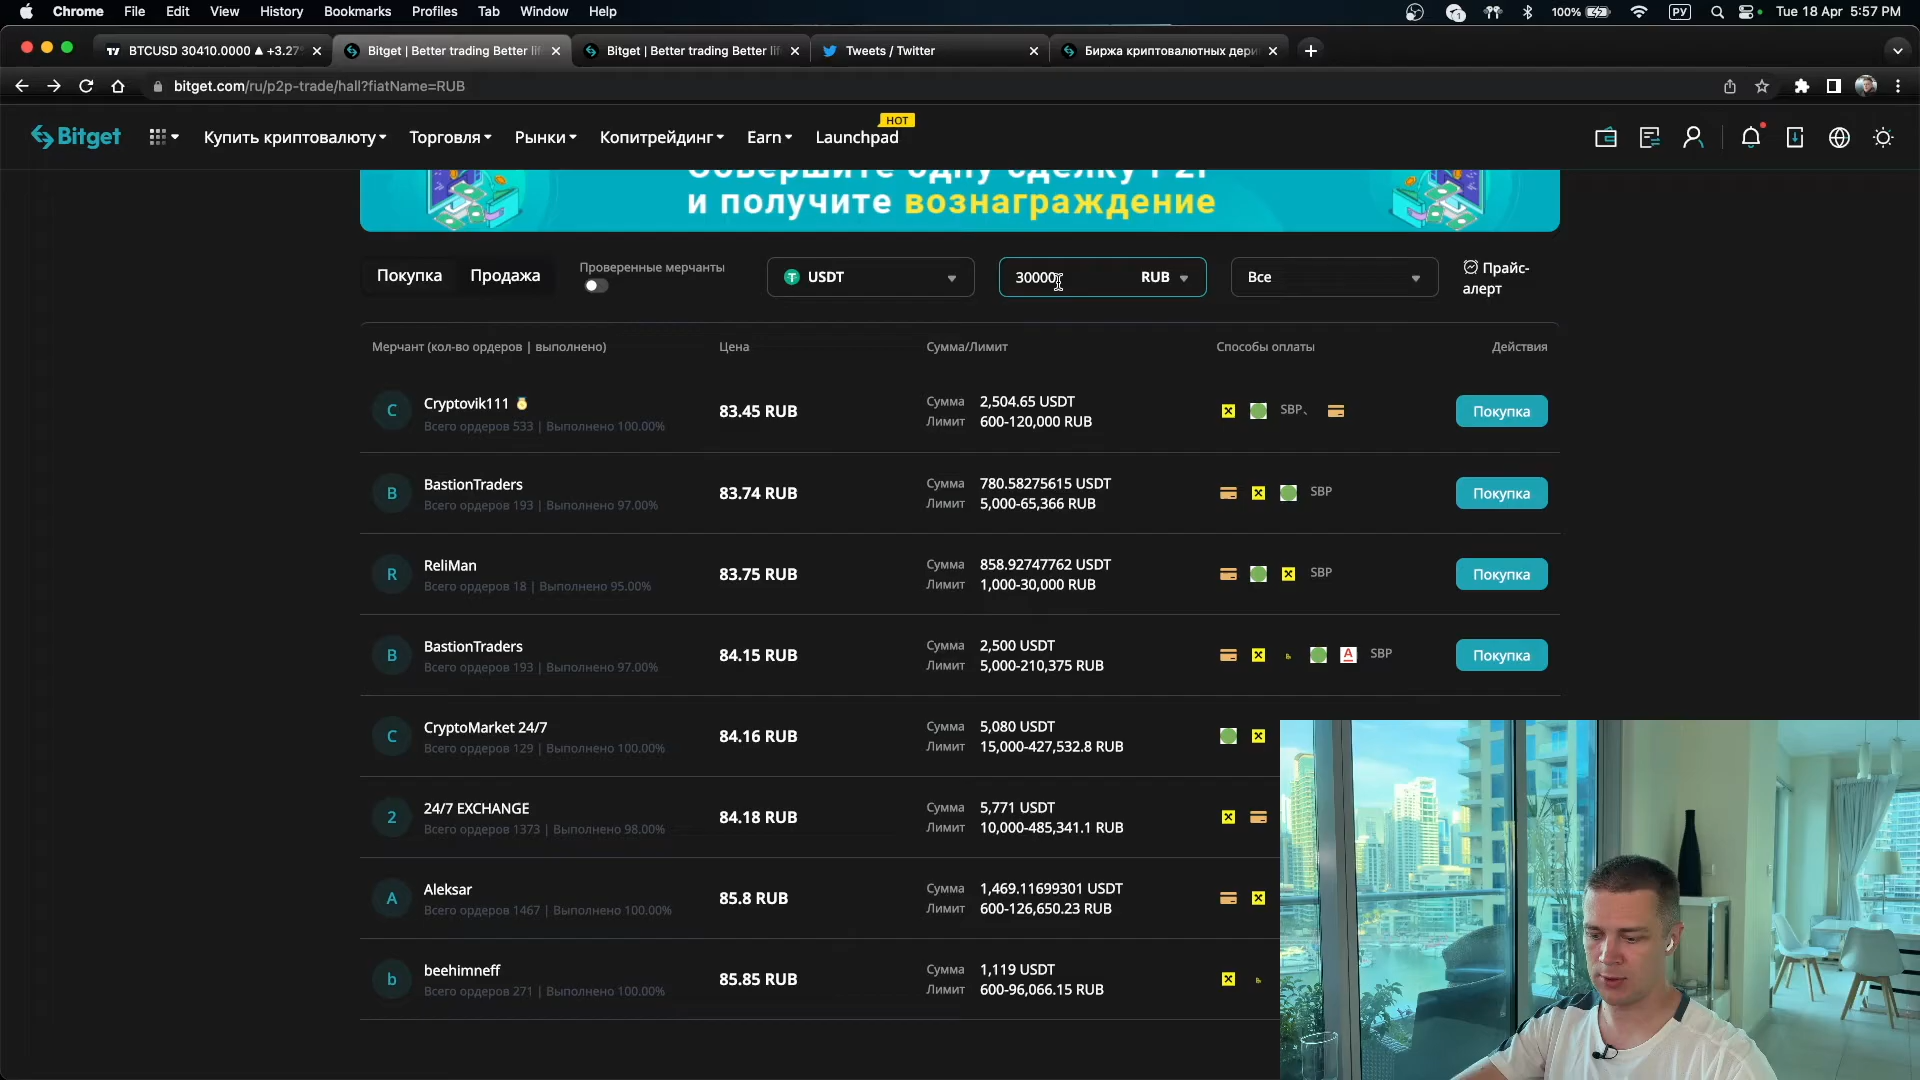 Chrome File Edit View History Bookmarks Profiles Tab Window Help 100% РУ Tue 18 Apr 5:57 PM
BTCUSD 30410.0000 ▲ +3.27 Bitget | Better trading Better li Bitget | Better trading Better li Tweets / Twitter Биржа криптовалютных дери
bitget.com/ru/p2p-trade/hall?fiatName=RUB
HOT
Bitget Купить криптовалюту Торговля Рынки Копитрейдинг Earn Launchpad
Совершите одну сделку P2P
и получите вознаграждение
Покупка Продажа Проверенные мерчанты USDT 30000 RUB Все Прайс-
алерт
Мерчант (кол-во ордеров | выполнено) Цена Сумма/Лимит Способы оплаты Действия
C Cryptovik111 83.45 RUB Сумма 2,504.65 USDT SBP、 Покупка
Всего ордеров 533 | Выполнено 100.00% Лимит 600-120,000 RUB
B BastionTraders 83.74 RUB Сумма 780.58275615 USDT SBP Покупка
Всего ордеров 193 | Выполнено 97.00% Лимит 5,000-65,366 RUB
R ReliMan 83.75 RUB Сумма 858.92747762 USDT SBP Покупка
Всего ордеров 18 | Выполнено 95.00% Лимит 1,000-30,000 RUB
B BastionTraders 84.15 RUB Сумма 2,500 USDT A SBP Покупка
Всего ордеров 193 | Выполнено 97.00% Лимит 5,000-210,375 RUB
C CryptoMarket 24/7 84.16 RUB Сумма 5,080 USDT
Всего ордеров 129 | Выполнено 100.00% Лимит 15,000-427,532.8 RUB
2 24/7 EXCHANGE 84.18 RUB Сумма 5,771 USDT
Всего ордеров 1373 | Выполнено 98.00% Лимит 10,000-485,341.1 RUB
A Aleksar 85.8 RUB Сумма 1,469.11699301 USDT
Всего ордеров 1467 | Выполнено 100.00% Лимит 600-126,650.23 RUB
b beehimneff 85.85 RUB Сумма 1,119 USDT
Всего ордеров 271 | Выполнено 100.00% Лимит 600-96,066.15 RUB